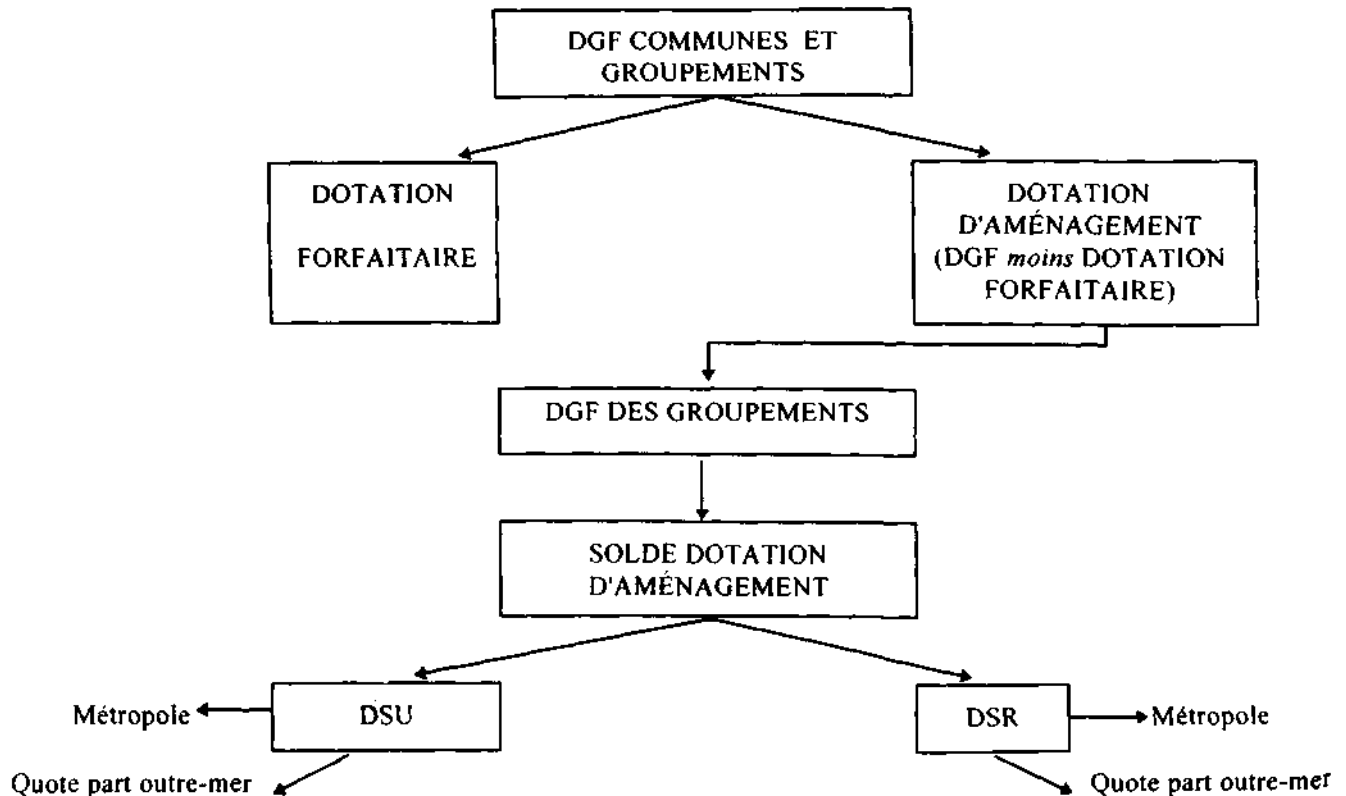 DGF COMMUNES ET
GROUPEMENTS
DOTATION
FORFAITAIRE
DOTATION
D'AMÉNAGEMENT
(DGF moins DOTATION
FORFAITAIRE)
DGF DES GROUPEMENTS
SOLDE DOTATION
D'AMÉNAGEMENT
Métropole
DSU
DSR
Métropole
Quote part outre-mer
Quote part outre-mer